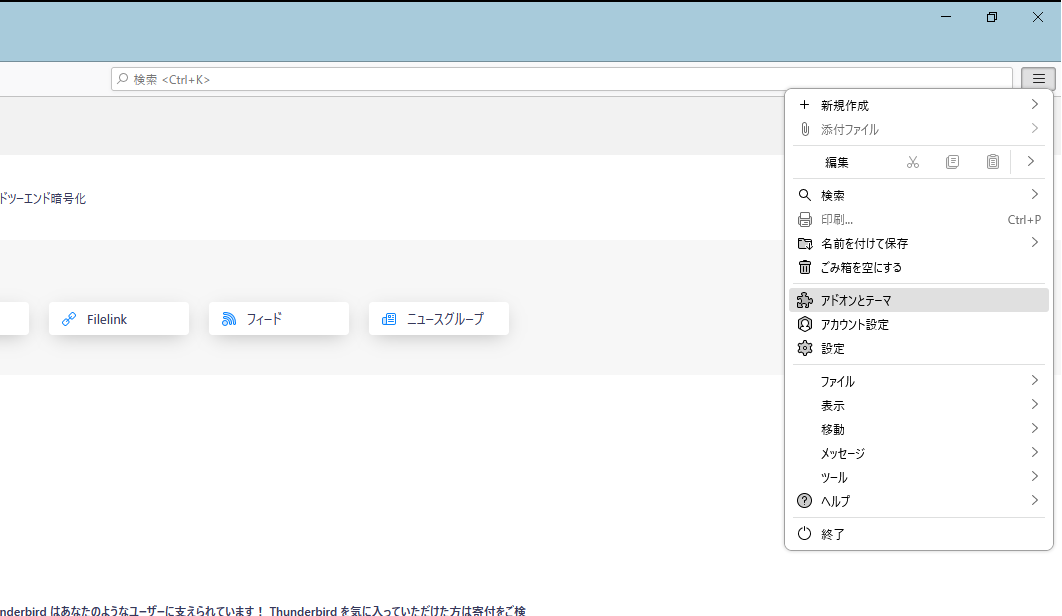 検索 <Ctrl+K>
新規作成
添付ファイル
編集
ドツーエンド暗号化
検索
印刷... Ctrl+P
名前を付けて保存
ごみ箱を空にする
アドオンとテーマ
Filelink フィード ニュースグループ
アカウント設定
設定
ファイル
表示
移動
メッセージ
ツール
ヘルプ
終了
nderbird はあなたのようなユーザーに支えられています！ Thunderbird を気に入っていただけた方は寄付をご検